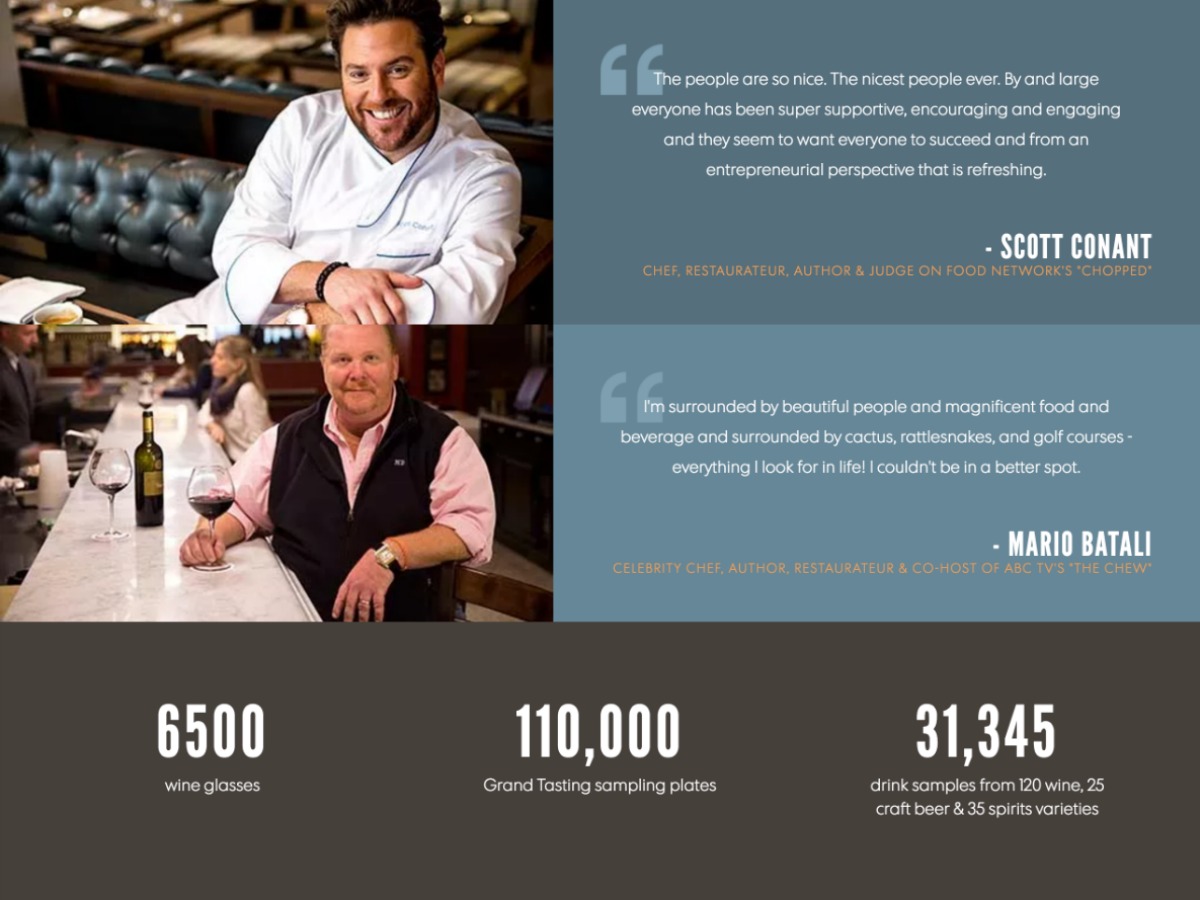 The people are so nice. The nicest people ever. By and large
everyone has been super supportive, encouraging and engaging
and they seem to want everyone to succeed and from an
entrepreneurial perspective that is refreshing.
- SCOTT CONANT
CHEF, RESTAURATEUR, AUTHOR & JUDGE ON FOOD NETWORK'S "CHOPPED"
I'm surrounded by beautiful people and magnificent food and
beverage and surrounded by cactus, rattlesnakes, and golf courses -
everything I look for in life! I couldn't be in a better spot.
- MARIO BATALI
CELEBRITY CHEF, AUTHOR, RESTAURATEUR & CO-HOST OF ABC TV'S "THE CHEW"
6500
wine glasses
110,000
Grand Tasting sampling plates
31,345
drink samples from 120 wine, 25
craft beer & 35 spirits varieties